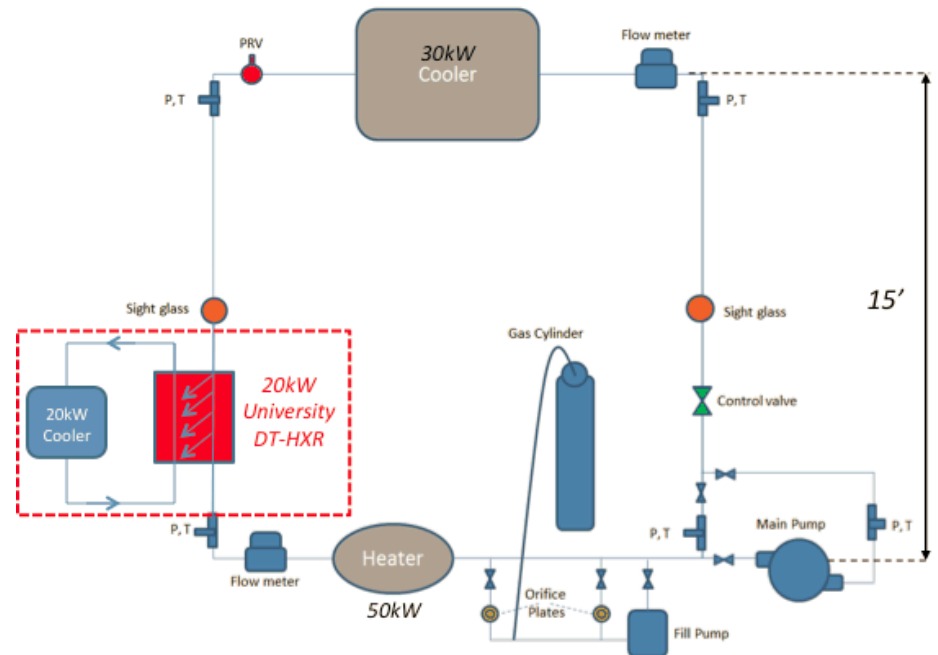 PRV
30kW
Cooler
Flow meter
P, T
P, T
15’
Sight glass
Sight glass
Gas Cylinder
20kW
University
DT-HXR
20kW
Cooler
Control valve
P, T
P, T
P, T
Main Pump
Heater
Flow meter
50kW
Orifice
Plates
Fill Pump